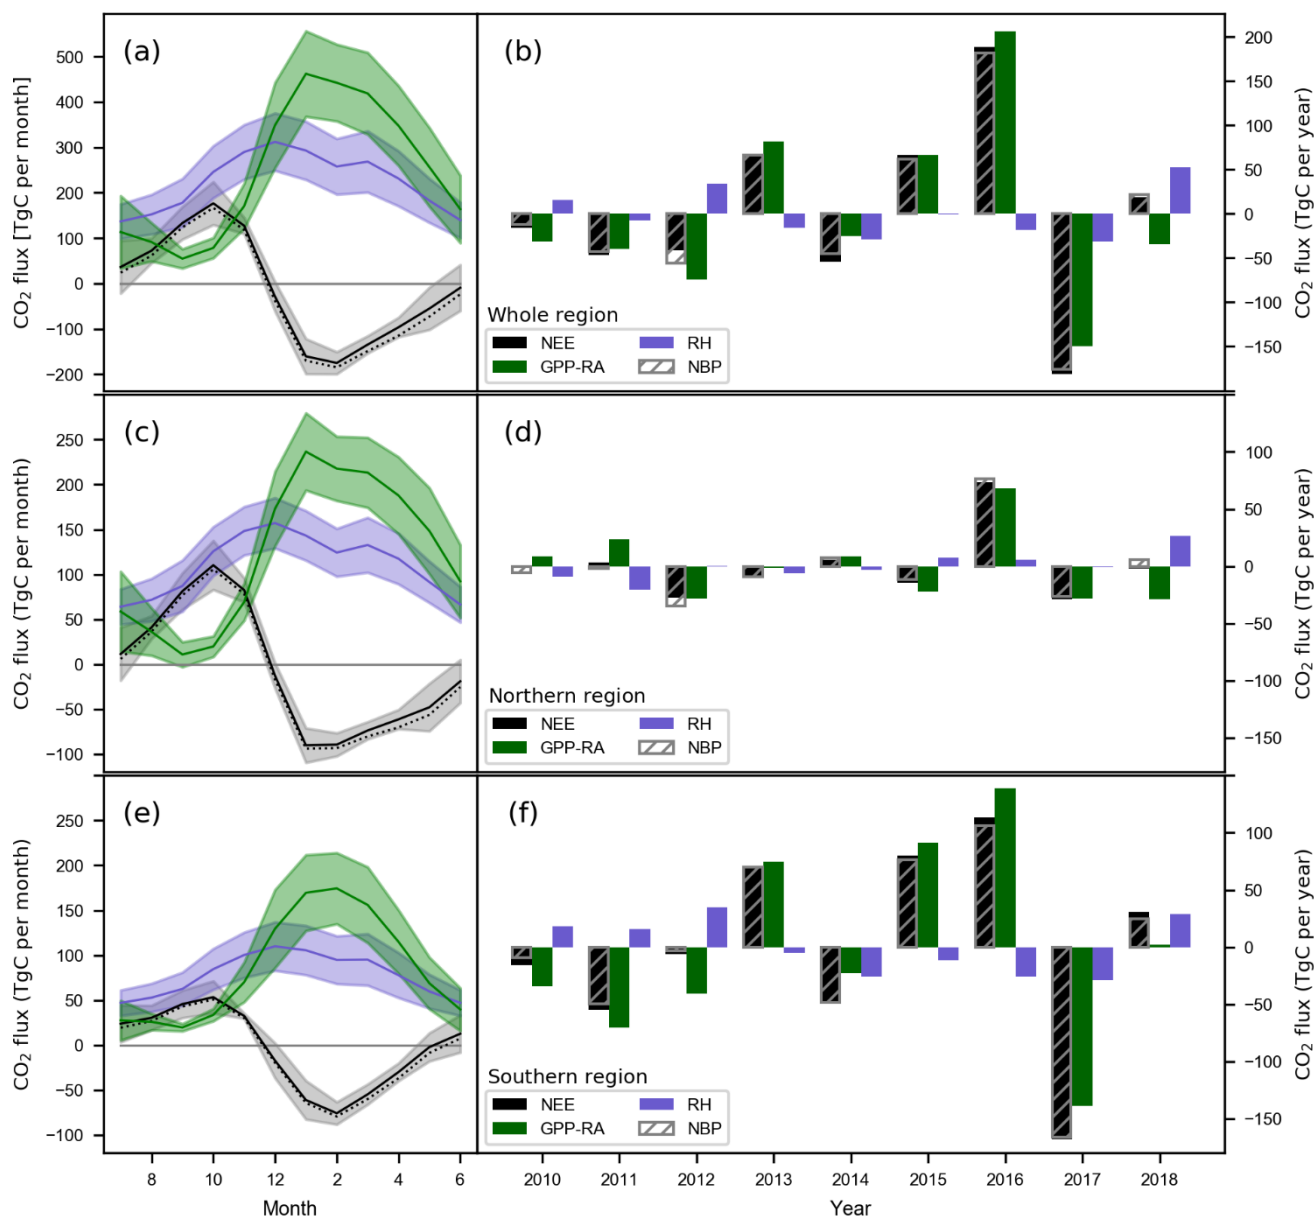 (a)
CO2 flux [TgC per month]
500
400
300
200
100
0
−100
−200
(b)
200
150
100
50
0
−50
−100
−150
CO2 flux (TgC per year)
Whole region
NEE
RH
GPP-RA
NBP
(c)
CO2 flux (TgC per month)
250
200
150
100
50
0
−50
−100
(d)
100
50
0
−50
−100
−150
CO2 flux (TgC per year)
Northern region
NEE
RH
GPP-RA
NBP
(e)
CO2 flux (TgC per month)
250
200
150
100
50
0
−50
−100
(f)
100
50
0
−50
−100
−150
CO2 flux (TgC per year)
Southern region
NEE
RH
GPP-RA
NBP
8 10 12 2 4 6
Month
2010 2011 2012 2013 2014 2015 2016 2017 2018
Year